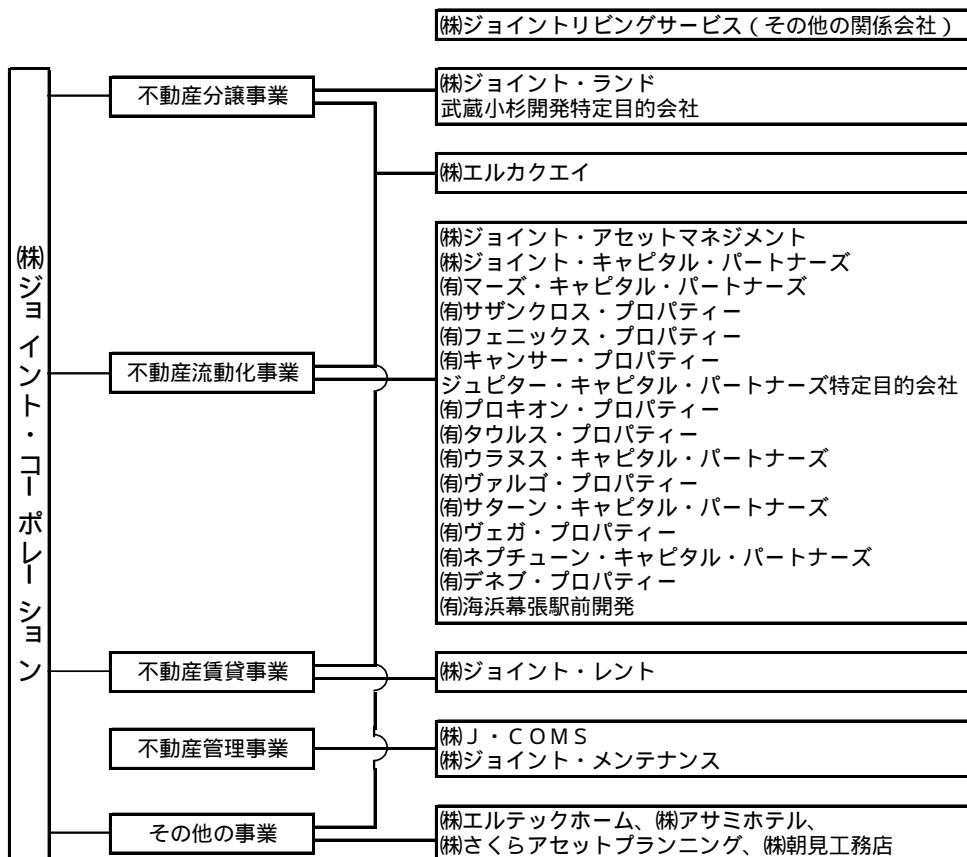 ㈱ジョイントリビングサービス（その他の関係会社）
㈱ジョイント・コーポレーション
不動産分譲事業
㈱ジョイント・ランド
武蔵小杉開発特定目的会社
㈱エルカクエイ
不動産流動化事業
㈱ジョイント・アセットマネジメント
㈱ジョイント・キャピタル・パートナーズ
㈲マーズ・キャピタル・パートナーズ
㈲サザンクロス・プロパティー
㈲フェニックス・プロパティー
㈲キャンサー・プロパティー
ジュピター・キャピタル・パートナーズ特定目的会社
㈲プロキオン・プロパティー
㈲タウルス・プロパティー
㈲ウラヌス・キャピタル・パートナーズ
㈲ヴァルゴ・プロパティー
㈲サターン・キャピタル・パートナーズ
㈲ヴェガ・プロパティー
㈲ネプチューン・キャピタル・パートナーズ
㈲デネブ・プロパティー
㈲海浜幕張駅前開発
不動産賃貸事業
㈱ジョイント・レント
不動産管理事業
㈱Ｊ・ＣＯＭＳ
㈱ジョイント・メンテナンス
その他の事業
㈱エルテックホーム、㈱アサミホテル、
㈱さくらアセットプランニング、㈱朝見工務店